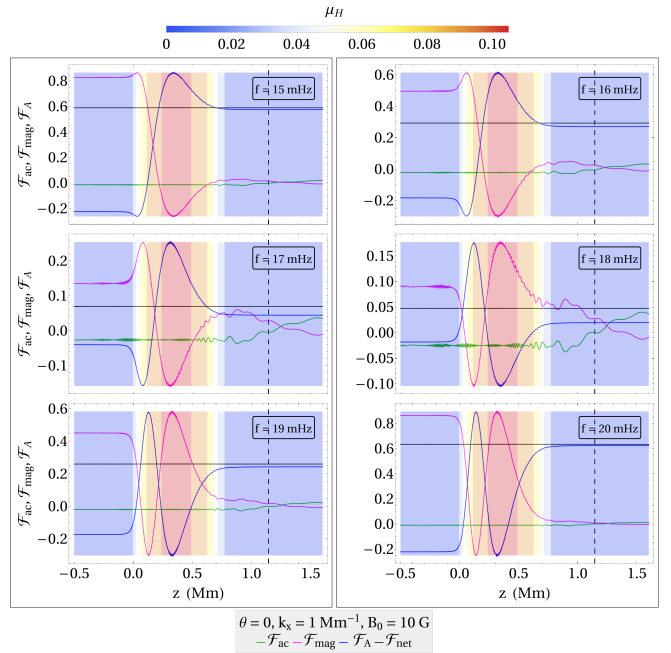 μ_H
0 0.02 0.04 0.06 0.08 0.10
ℱ_ac, ℱ_mag, ℱ_A
0.8
0.6
0.4
0.2
0.0
−0.2
f = 15 mHz
0.6
0.4
0.2
0.0
−0.2
f = 16 mHz
ℱ_ac, ℱ_mag, ℱ_A
0.2
0.1
0.0
−0.1
f = 17 mHz
0.15
0.10
0.05
0.00
−0.05
−0.10
f = 18 mHz
ℱ_ac, ℱ_mag, ℱ_A
0.6
0.4
0.2
0.0
−0.2
f = 19 mHz
0.8
0.6
0.4
0.2
0.0
−0.2
f = 20 mHz
−0.5 0.0 0.5 1.0 1.5
z (Mm)
−0.5 0.0 0.5 1.0 1.5
z (Mm)
θ = 0, k_x = 1 Mm⁻¹, B₀ = 10 G
ℱ_ac ℱ_mag ℱ_A ℱ_net